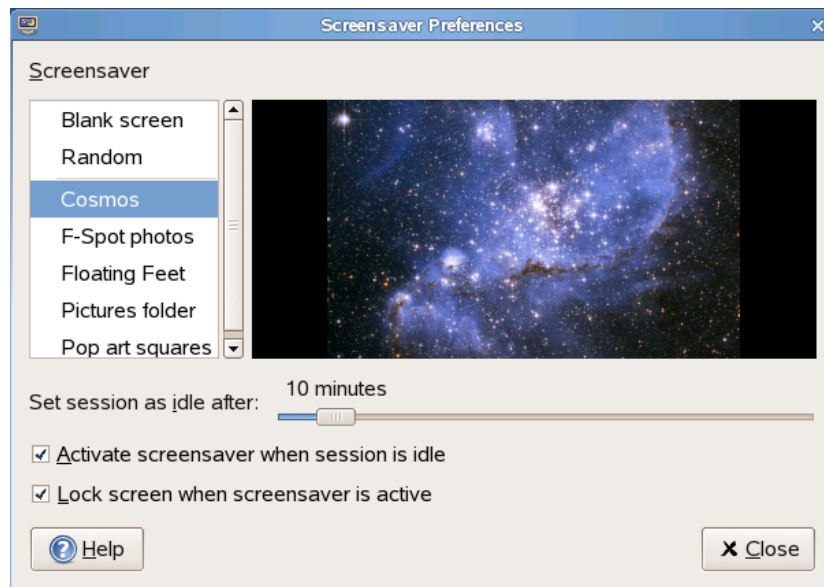 Screensaver Preferences
Screensaver
Blank screen
Random
Cosmos
F-Spot photos
Floating Feet
Pictures folder
Pop art squares
10 minutes
Set session as idle after:
Activate screensaver when session is idle
Lock screen when screensaver is active
Help
Close